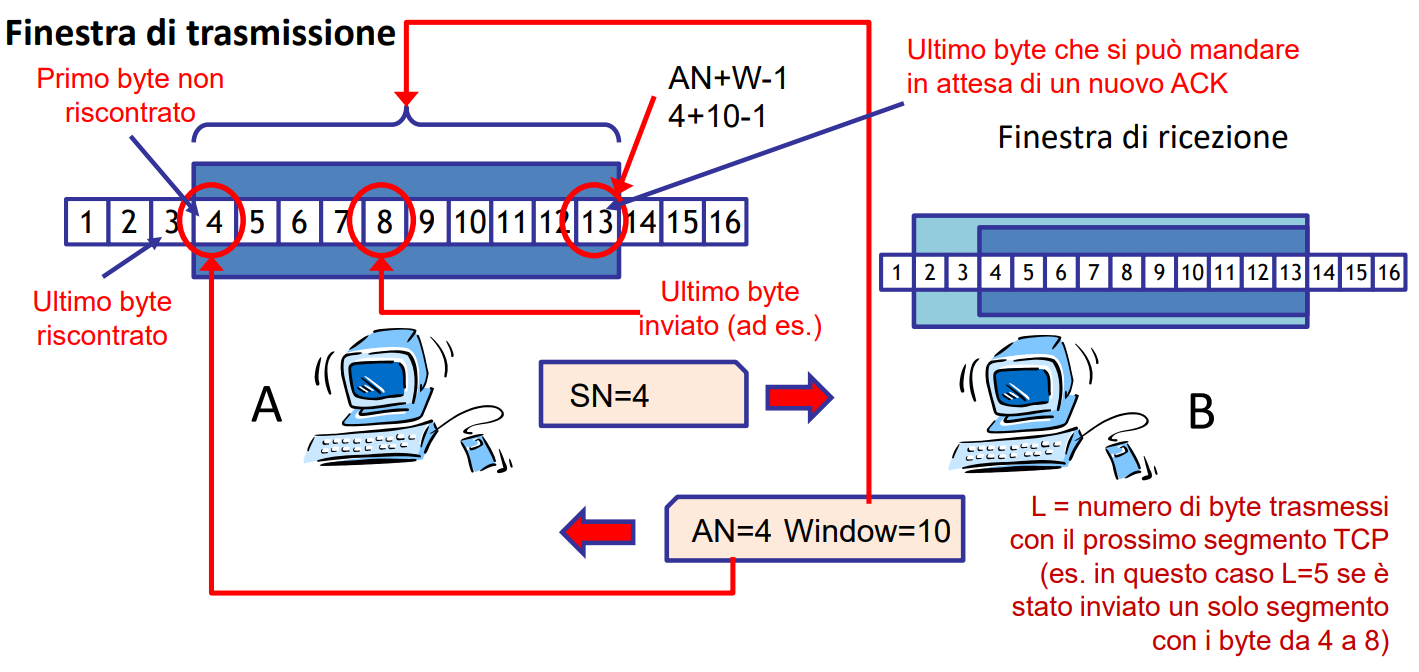 Finestra di trasmissione
Primo byte non
riscontrato
AN+W-1
4+10-1
Ultimo byte che si può mandare
in attesa di un nuovo ACK
Finestra di ricezione
1 2 3 4 5 6 7 8 9 10 11 12 13 14 15 16
1 2 3 4 5 6 7 8 9 10 11 12 13 14 15 16
Ultimo byte
riscontrato
Ultimo byte
inviato (ad es.)
A
SN=4
B
AN=4 Window=10
L = numero di byte trasmessi
con il prossimo segmento TCP
(es. in questo caso L=5 se è
stato inviato un solo segmento
con i byte da 4 a 8)